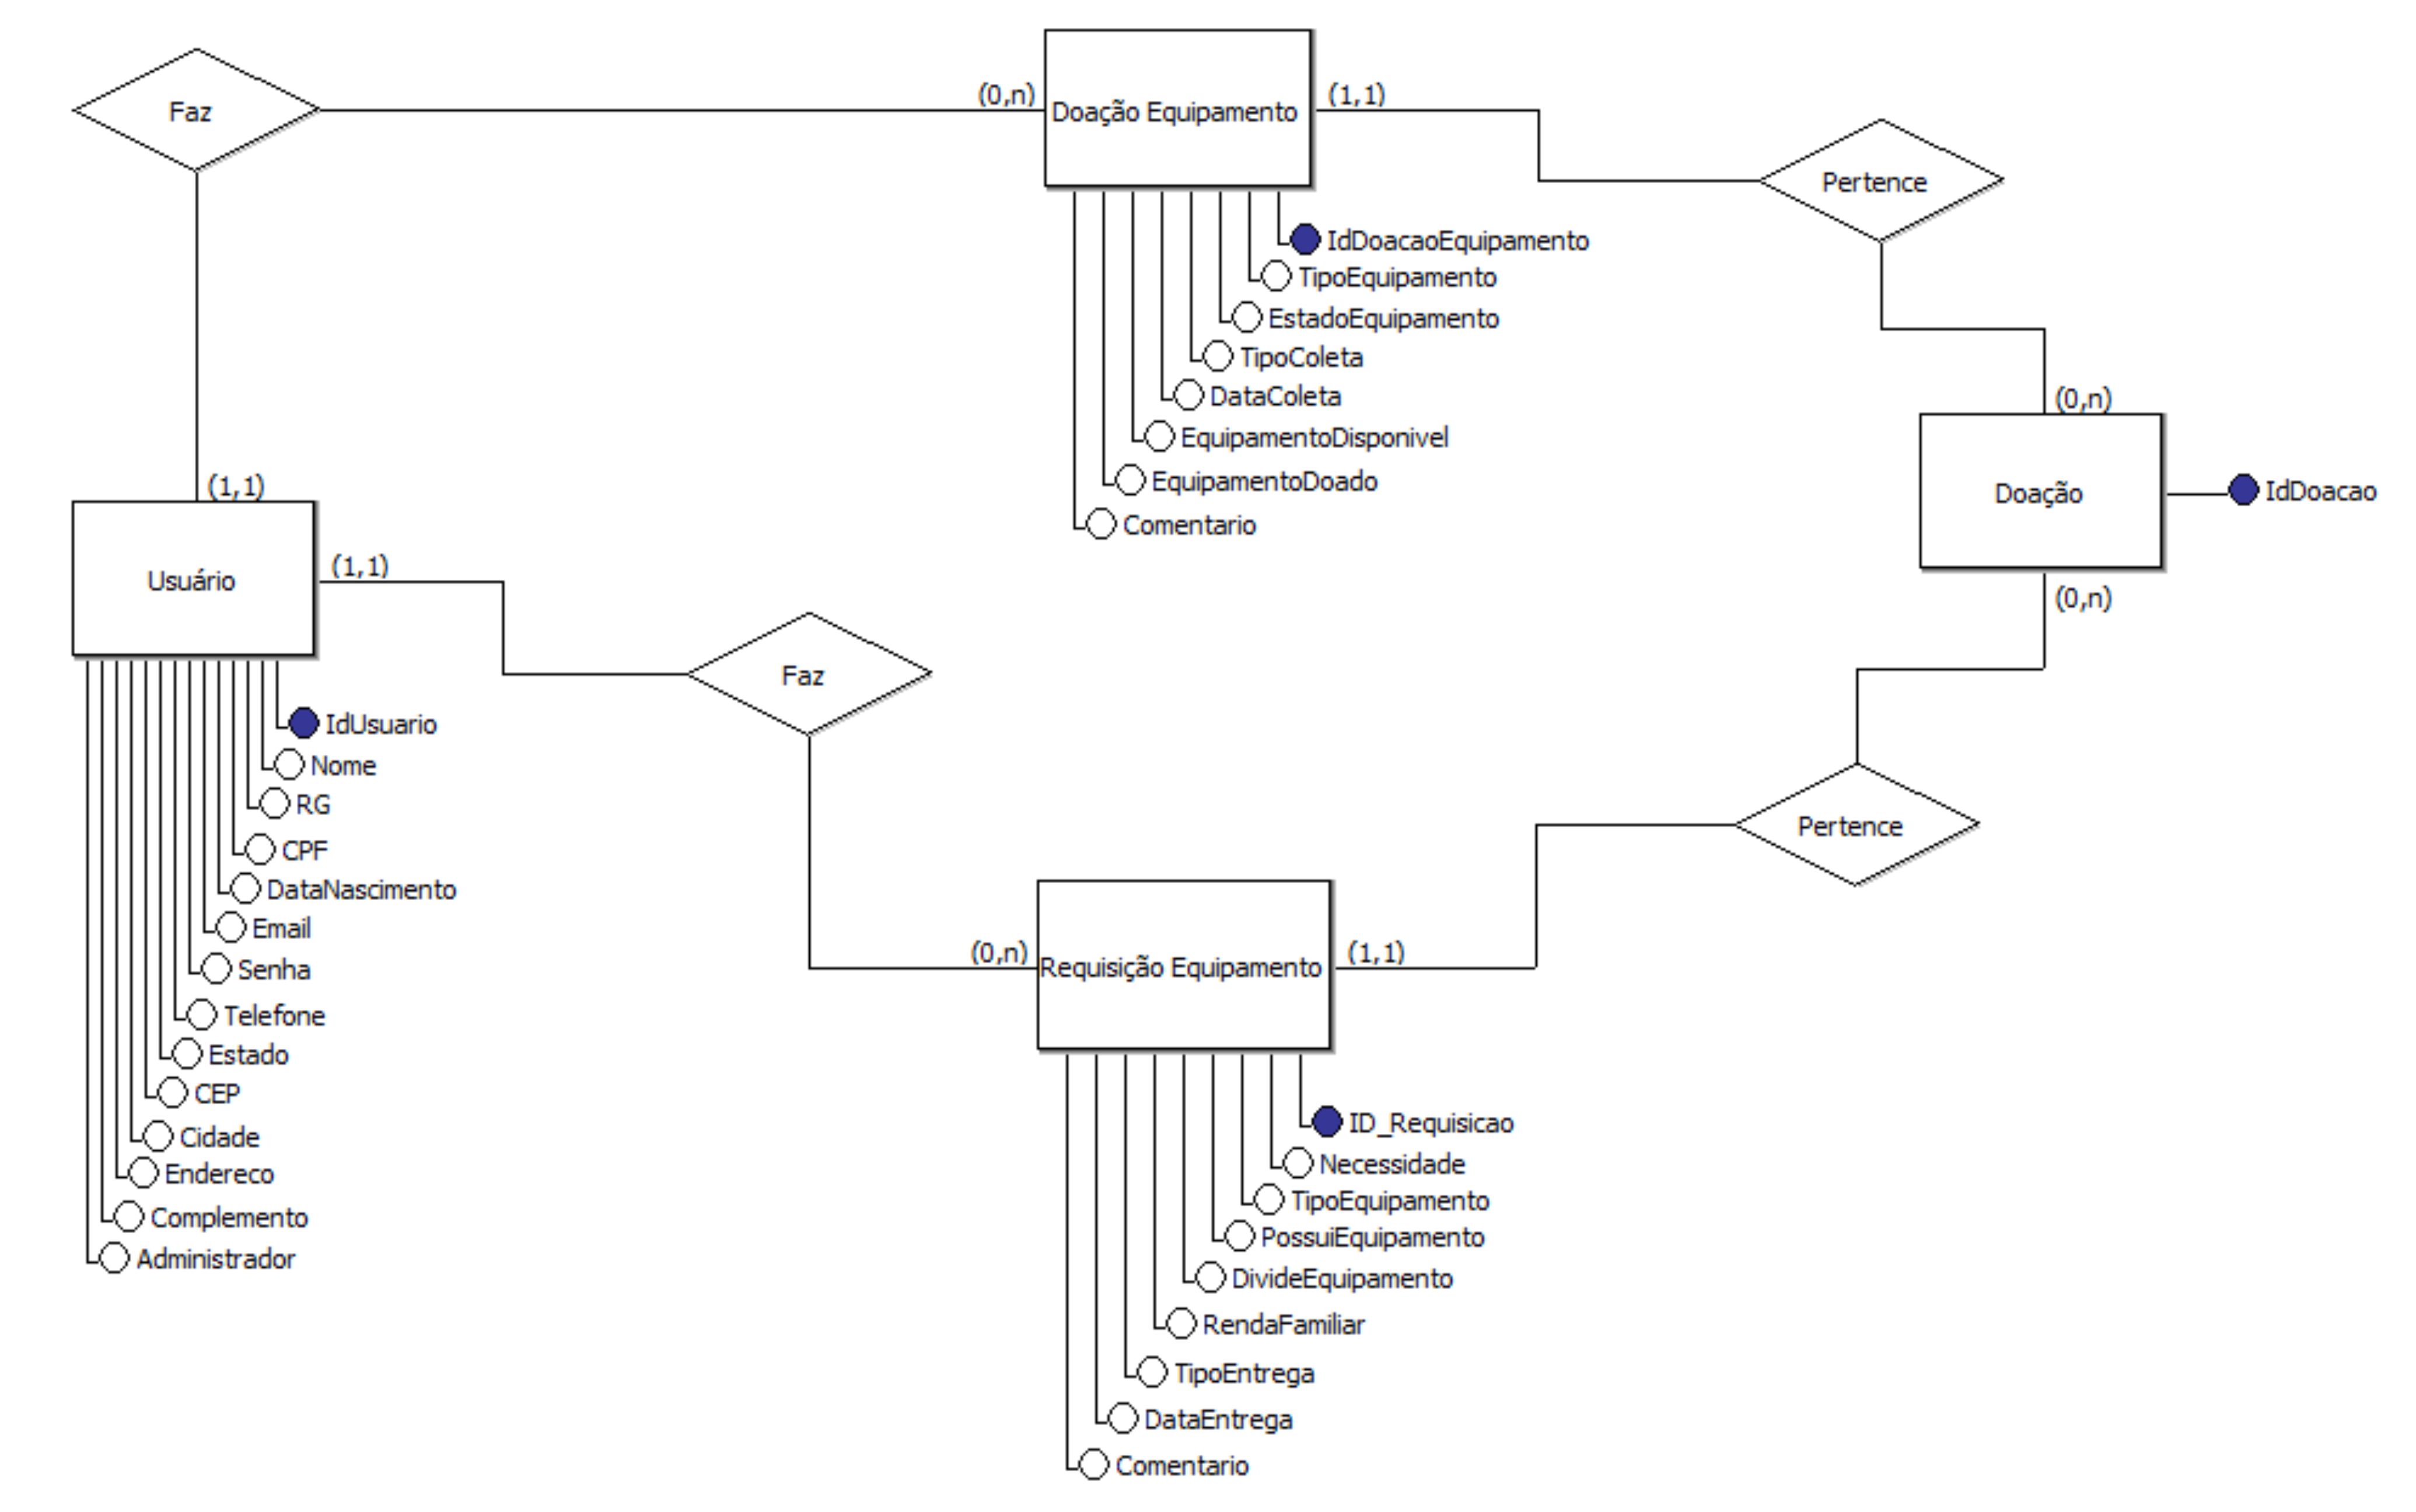 Faz
(0,n)
Doação Equipamento
(1,1)
Pertence
IdDoacaoEquipamento
TipoEquipamento
EstadoEquipamento
TipoColeta
DataColeta
EquipamentoDisponivel
EquipamentoDoado
Comentario
(0,n)
Doação
IdDoacao
(0,n)
(1,1)
Usuário
(1,1)
Faz
IdUsuario
Nome
RG
CPF
DataNascimento
Email
Senha
Telefone
Estado
CEP
Cidade
Endereco
Complemento
Administrador
Pertence
(0,n)
Requisição Equipamento
(1,1)
ID_Requisicao
Necessidade
TipoEquipamento
PossuiEquipamento
DivideEquipamento
RendaFamiliar
TipoEntrega
DataEntrega
Comentario